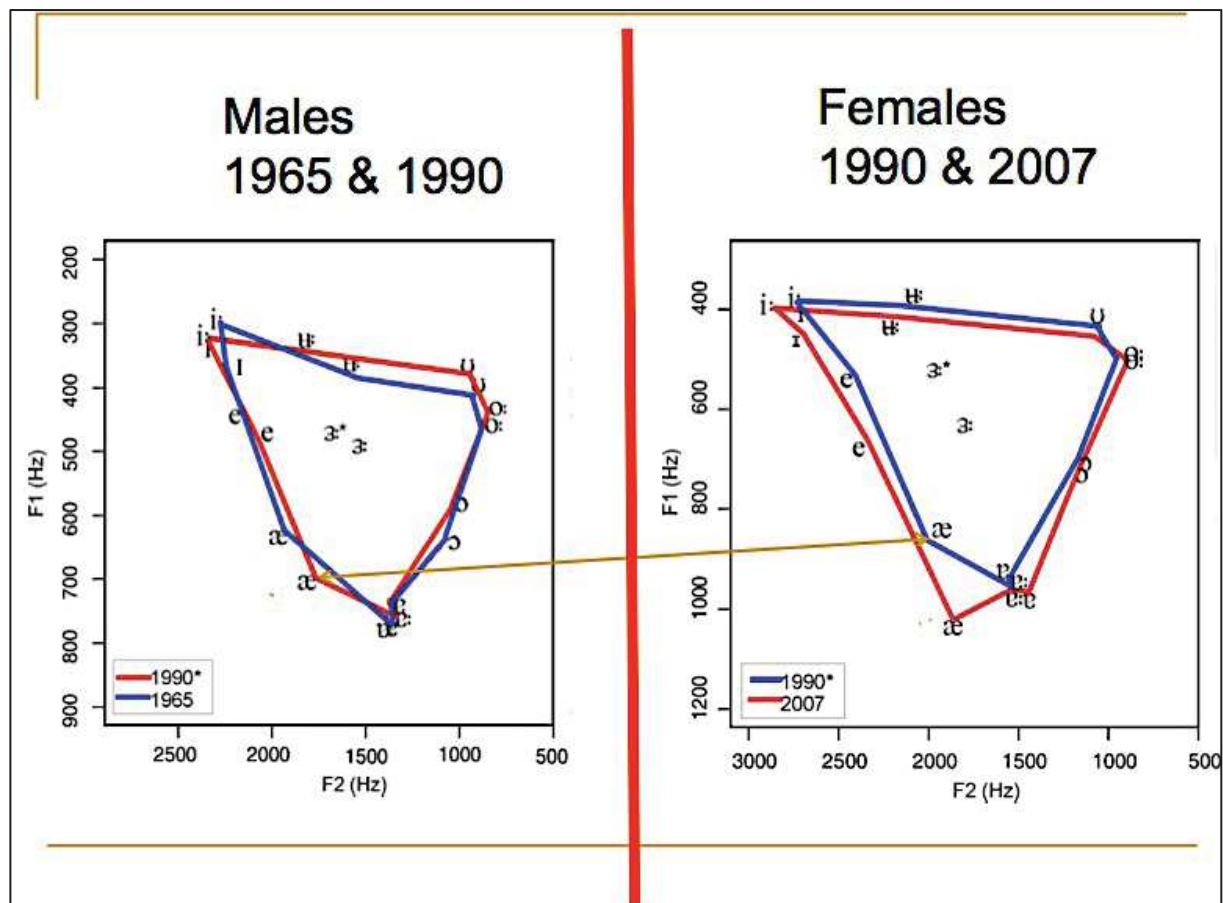 Males
1965 & 1990
Females
1990 & 2007
200
300
400
500
600
700
800
900
F1 (Hz)
2500
2000
1500
1000
500
F2 (Hz)
iː
iː
ɪ
e
e
æ
æ
ʉː
ʉː
ʊ
ʊ
oː
oː
ɜː*
ɜː
ɔ
ɔ
ɐ
ɐː
1990*
1965
400
600
800
1000
1200
F1 (Hz)
3000
2500
2000
1500
1000
500
F2 (Hz)
iː
iː
ɪ
e
e
æ
æ
ʉː
ʉː
ʊ
oː
oː
ɜː*
ɜː
ɔ
ɔ
ɐ
ɐː
ɐː
ɐ
1990*
2007